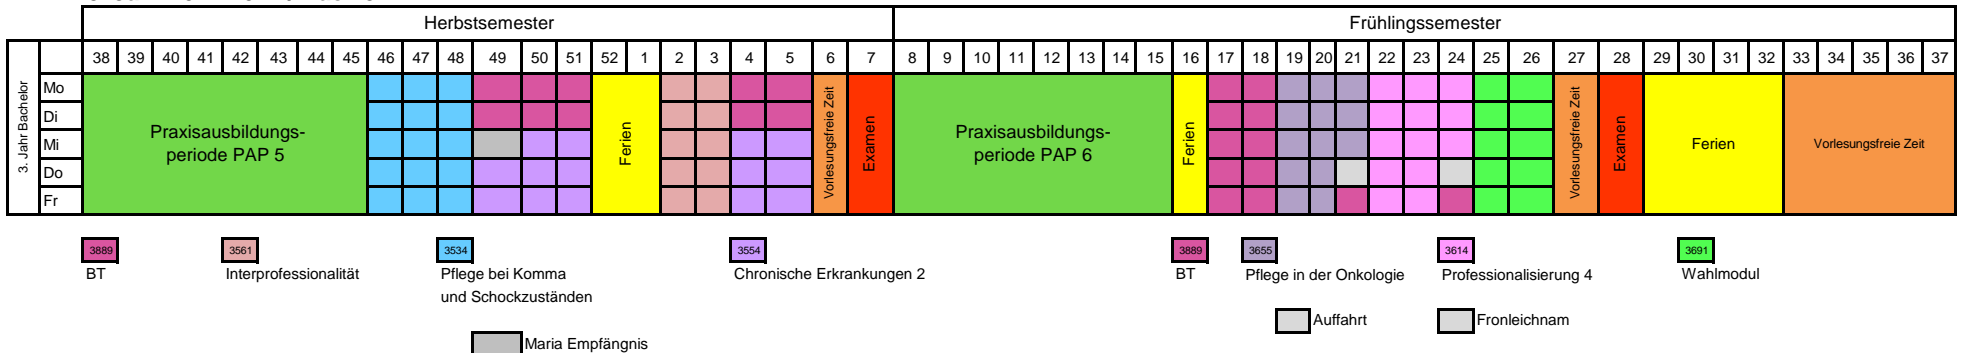 Herbstsemester Frühlingssemester
38 39 40 41 42 43 44 45 46 47 48 49 50 51 52 1 2 3 4 5 6 7 8 9 10 11 12 13 14 15 16 17 18 19 20 21 22 23 24 25 26 27 28 29 30 31 32 33 34 35 36 37
3. Jahr Bachelor
Mo
Di
Mi
Do
Fr
Praxisausbildungs-
periode PAP 5
Ferien
Vorlesungsfreie Zeit
Examen
Praxisausbildungs-
periode PAP 6
Ferien
Vorlesungsfreie Zeit
Examen
Ferien
Vorlesungsfreie Zeit
3889 3561 3534 3554 3889 3655 3614 3691
BT Interprofessionalität Pflege bei Komma Chronische Erkrankungen 2 BT Pflege in der Onkologie Professionalisierung 4 Wahlmodul
und Schockzuständen
Auffahrt Fronleichnam
Maria Empfängnis